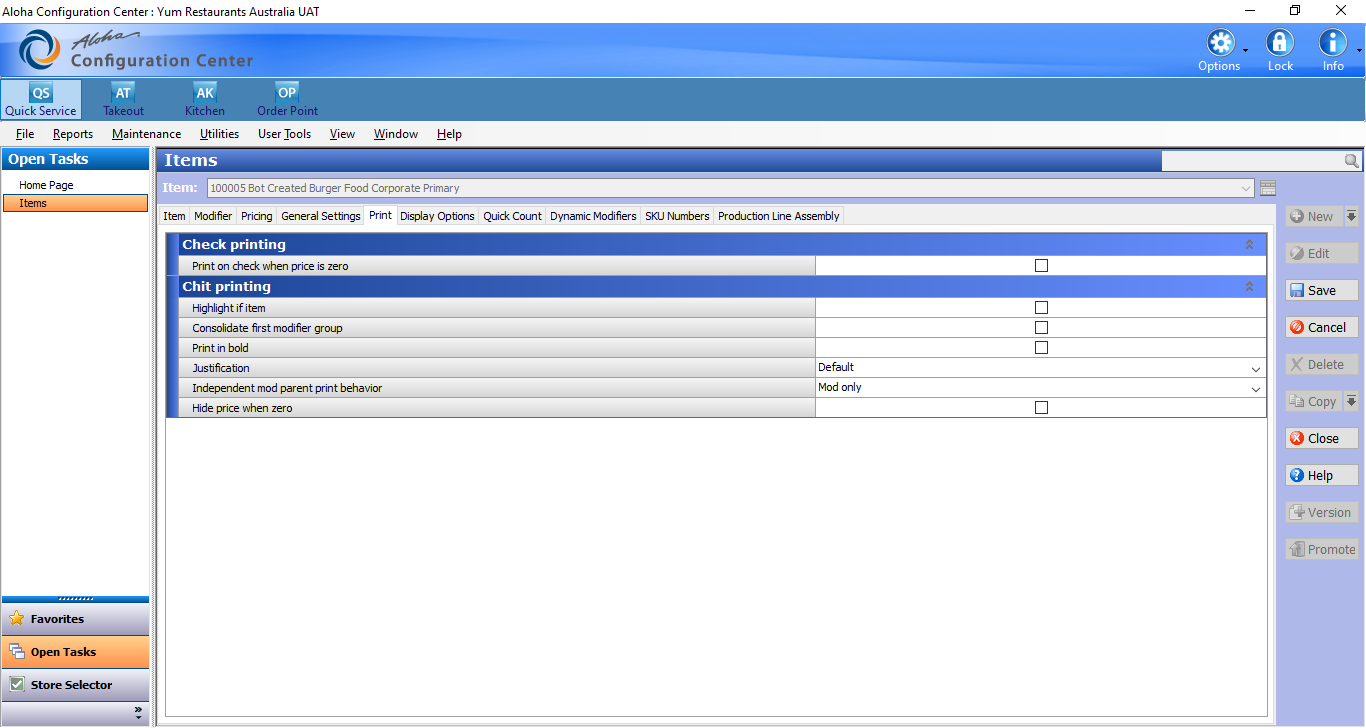 Aloha Configuration Center : Yum Restaurants Australia UAT
Aloha
Configuration Center
Options
Lock
Info
QS
Quick Service
AT
Takeout
AK
Kitchen
OP
Order Point
File Reports Maintenance Utilities User Tools View Window Help
Open Tasks
Home Page
Items
Favorites
Open Tasks
Store Selector
Items
Item: 100005 Bot Created Burger Food Corporate Primary
Item Modifier Pricing General Settings Print Display Options Quick Count Dynamic Modifiers SKU Numbers Production Line Assembly
Check printing
Print on check when price is zero
Chit printing
Highlight if item
Consolidate first modifier group
Print in bold
Justification Default
Independent mod parent print behavior Mod only
Hide price when zero
New
Edit
Save
Cancel
Delete
Copy
Close
Help
Version
Promote